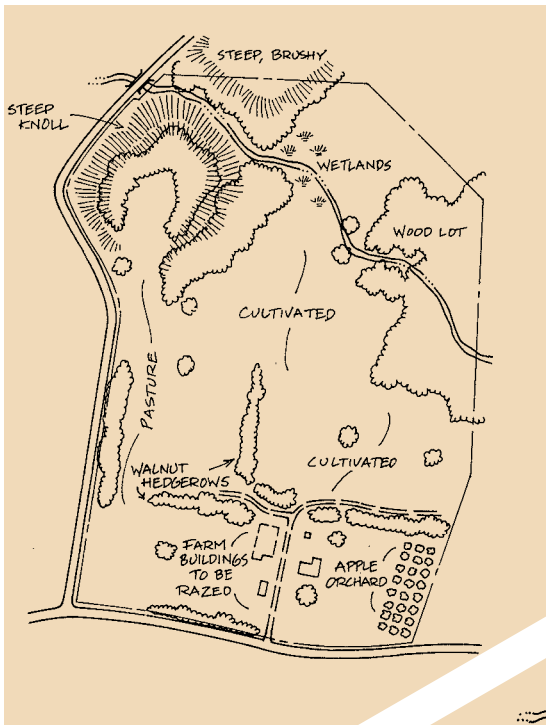 STEEP, BRUSHY
STEEP
KNOLL
WETLANDS
WOOD LOT
CULTIVATED
PASTURE
CULTIVATED
WALNUT
HEDGEROWS
FARM
BUILDINGS
TO BE
RAZED
APPLE
ORCHARD